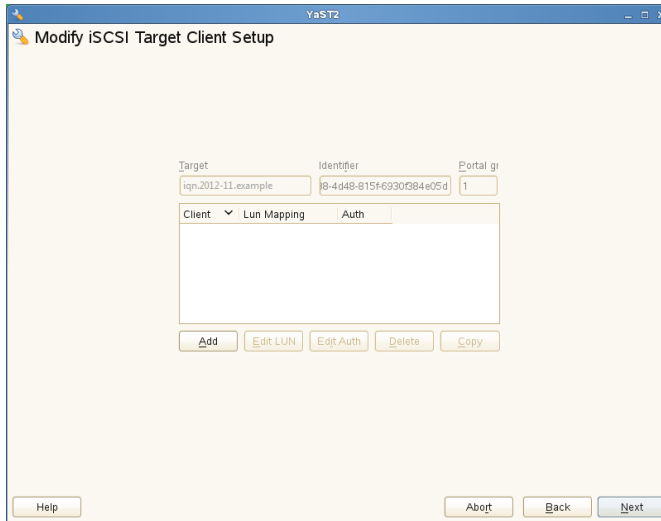 YaST2
Modify iSCSI Target Client Setup
Target Identifier Portal gr
iqn.2012-11.example 38-4d48-815f-6930f384e05d 1
Client Lun Mapping Auth
Add Edit LUN Edit Auth Delete Copy
Help Abort Back Next